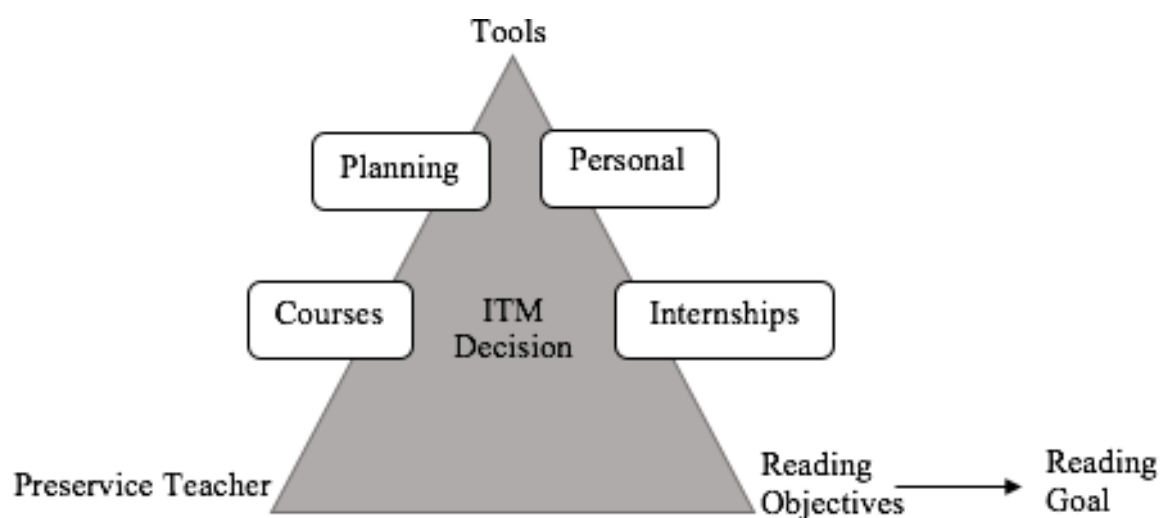 Tools
Planning
Personal
Courses
ITM
Decision
Internships
Preservice Teacher
Reading
Objectives
Reading
Goal